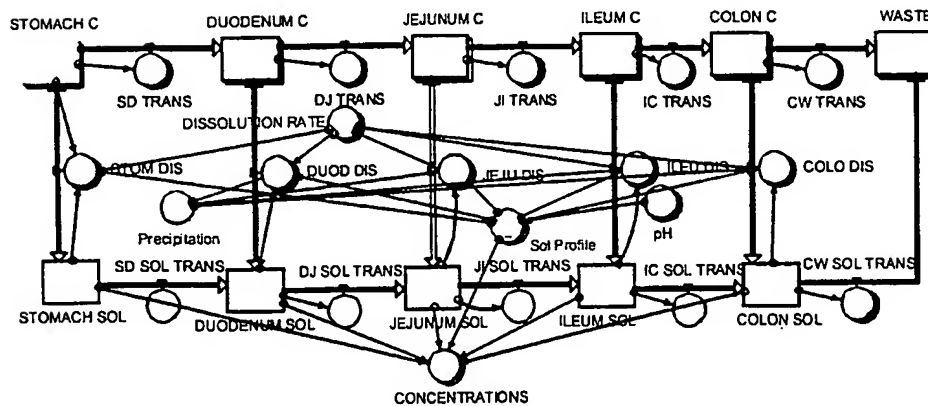 STOMACH C
DUODENUM C
JEJUNUM C
ILEUM C
COLON C
WASTE
SD TRANS
DJ TRANS
JI TRANS
IC TRANS
CW TRANS
DISSOLUTION RATE
STOM DIS
DUOD DIS
JEJU DIS
ILEU DIS
COLO DIS
Precipitation
Sol Profile
pH
SD SOL TRANS
DJ SOL TRANS
JI SOL TRANS
IC SOL TRANS
CW SOL TRANS
STOMACH SOL
DUODENUM SOL
JEJUNUM SOL
ILEUM SOL
COLON SOL
CONCENTRATIONS